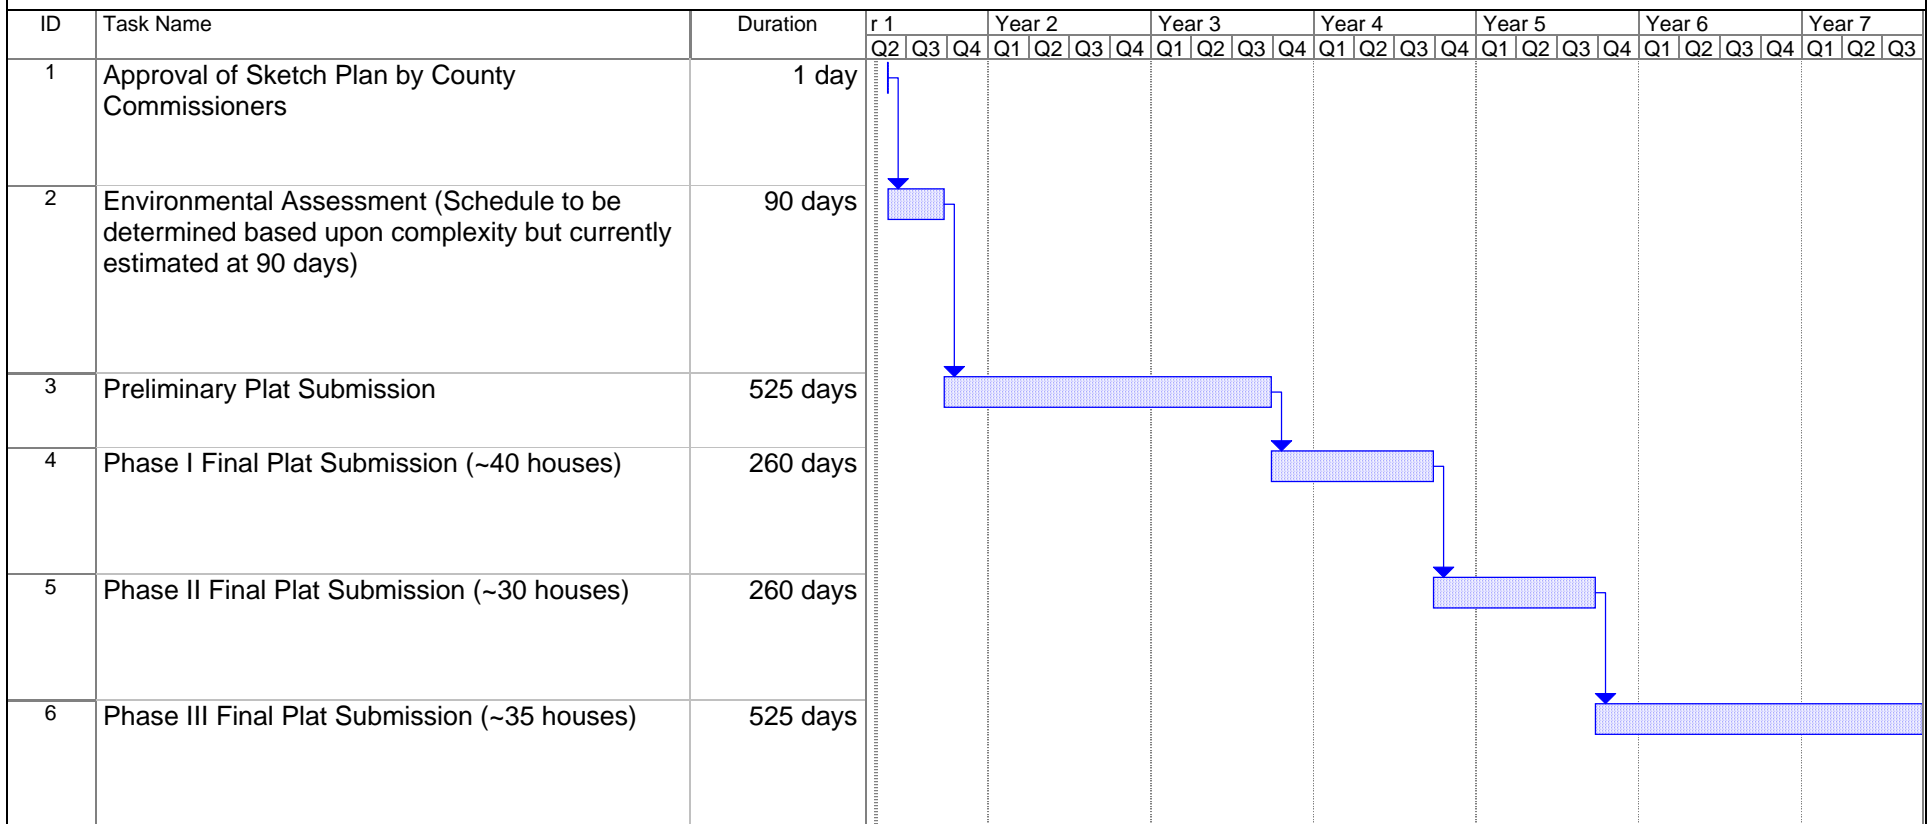 ID Task Name Duration r 1 Year 2 Year 3 Year 4 Year 5 Year 6 Year 7
Q2 Q3 Q4 Q1 Q2 Q3 Q4 Q1 Q2 Q3 Q4 Q1 Q2 Q3 Q4 Q1 Q2 Q3 Q4 Q1 Q2 Q3 Q4 Q1 Q2 Q3
1 Approval of Sketch Plan by County 1 day
Commissioners
2 Environmental Assessment (Schedule to be 90 days
determined based upon complexity but currently
estimated at 90 days)
3 Preliminary Plat Submission 525 days
4 Phase I Final Plat Submission (~40 houses) 260 days
5 Phase II Final Plat Submission (~30 houses) 260 days
6 Phase III Final Plat Submission (~35 houses) 525 days